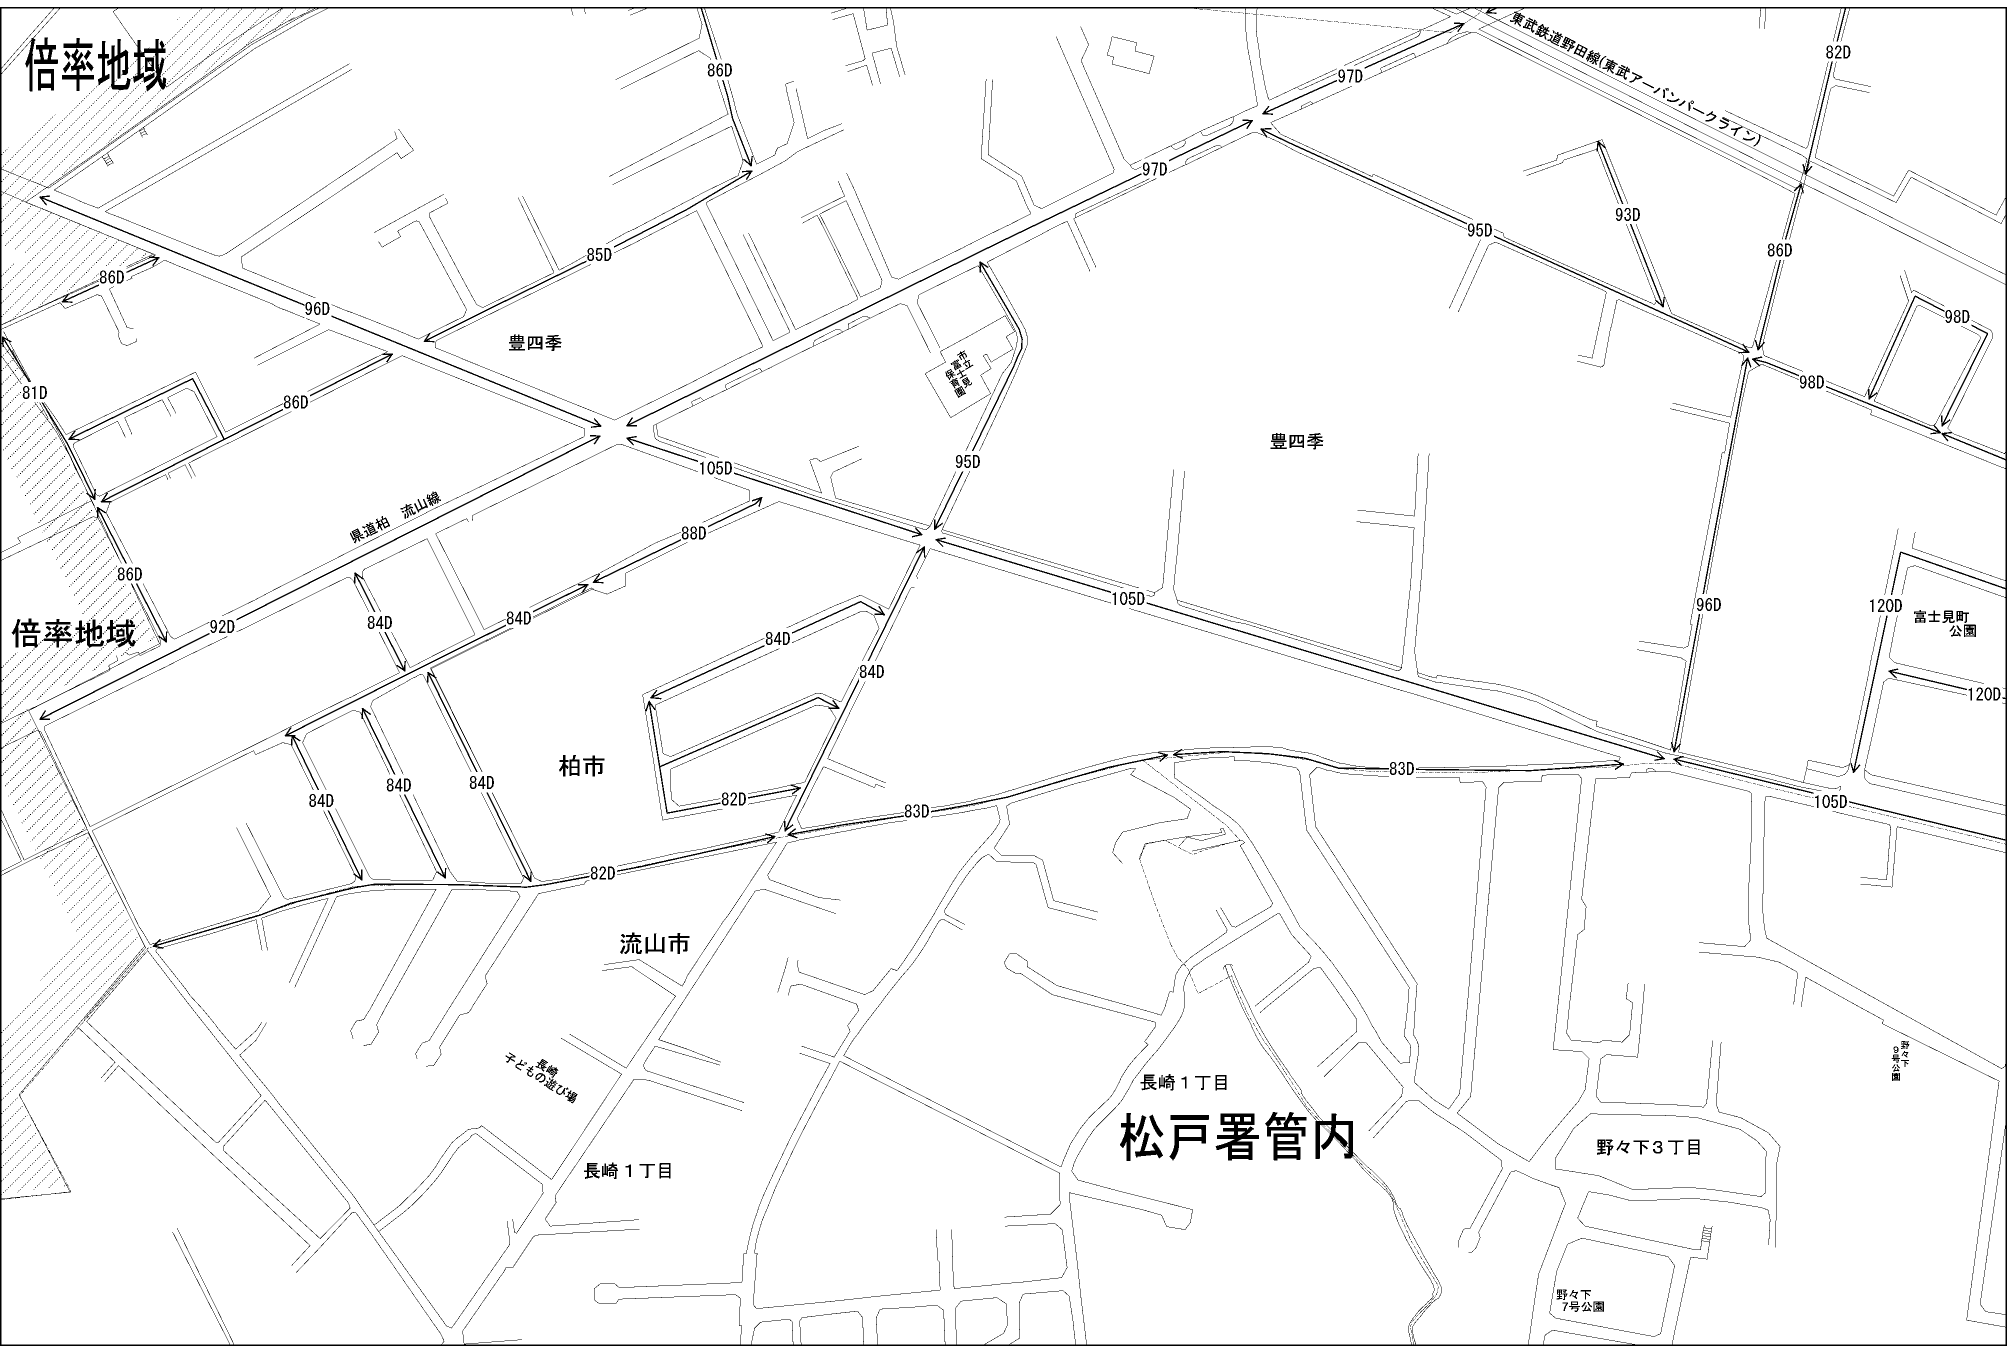 倍率地域
86D
97D
東武鉄道野田線(東武アーバンパークライン)
82D
97D
93D
95D
86D
85D
86D
96D
98D
豊四季
市立
富士見
保育園
98D
81D
86D
豊四季
95D
105D
県道柏　流山線
88D
86D
105D
96D
120D
富士見町
公園
倍率地域
92D
84D
84D
84D
84D
120D
柏市
84D
84D
84D
82D
83D
83D
105D
82D
流山市
長崎
子どもの遊び場
長崎１丁目
野々下
9号公園
松戸署管内
長崎１丁目
野々下３丁目
野々下
7号公園